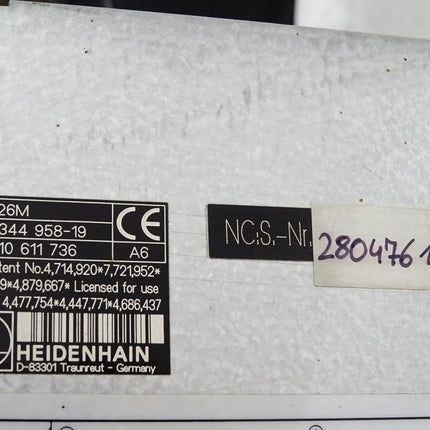 26M
344 958-19
10 611 736
CE
A6
tent No.4,714,920*7,721,952*
9*4,879,667* Licensed for use
4,477,754*4,447,771*4,686,437
HEIDENHAIN
D-83301 Traunreut - Germany
NC.S.-Nr.
2804761